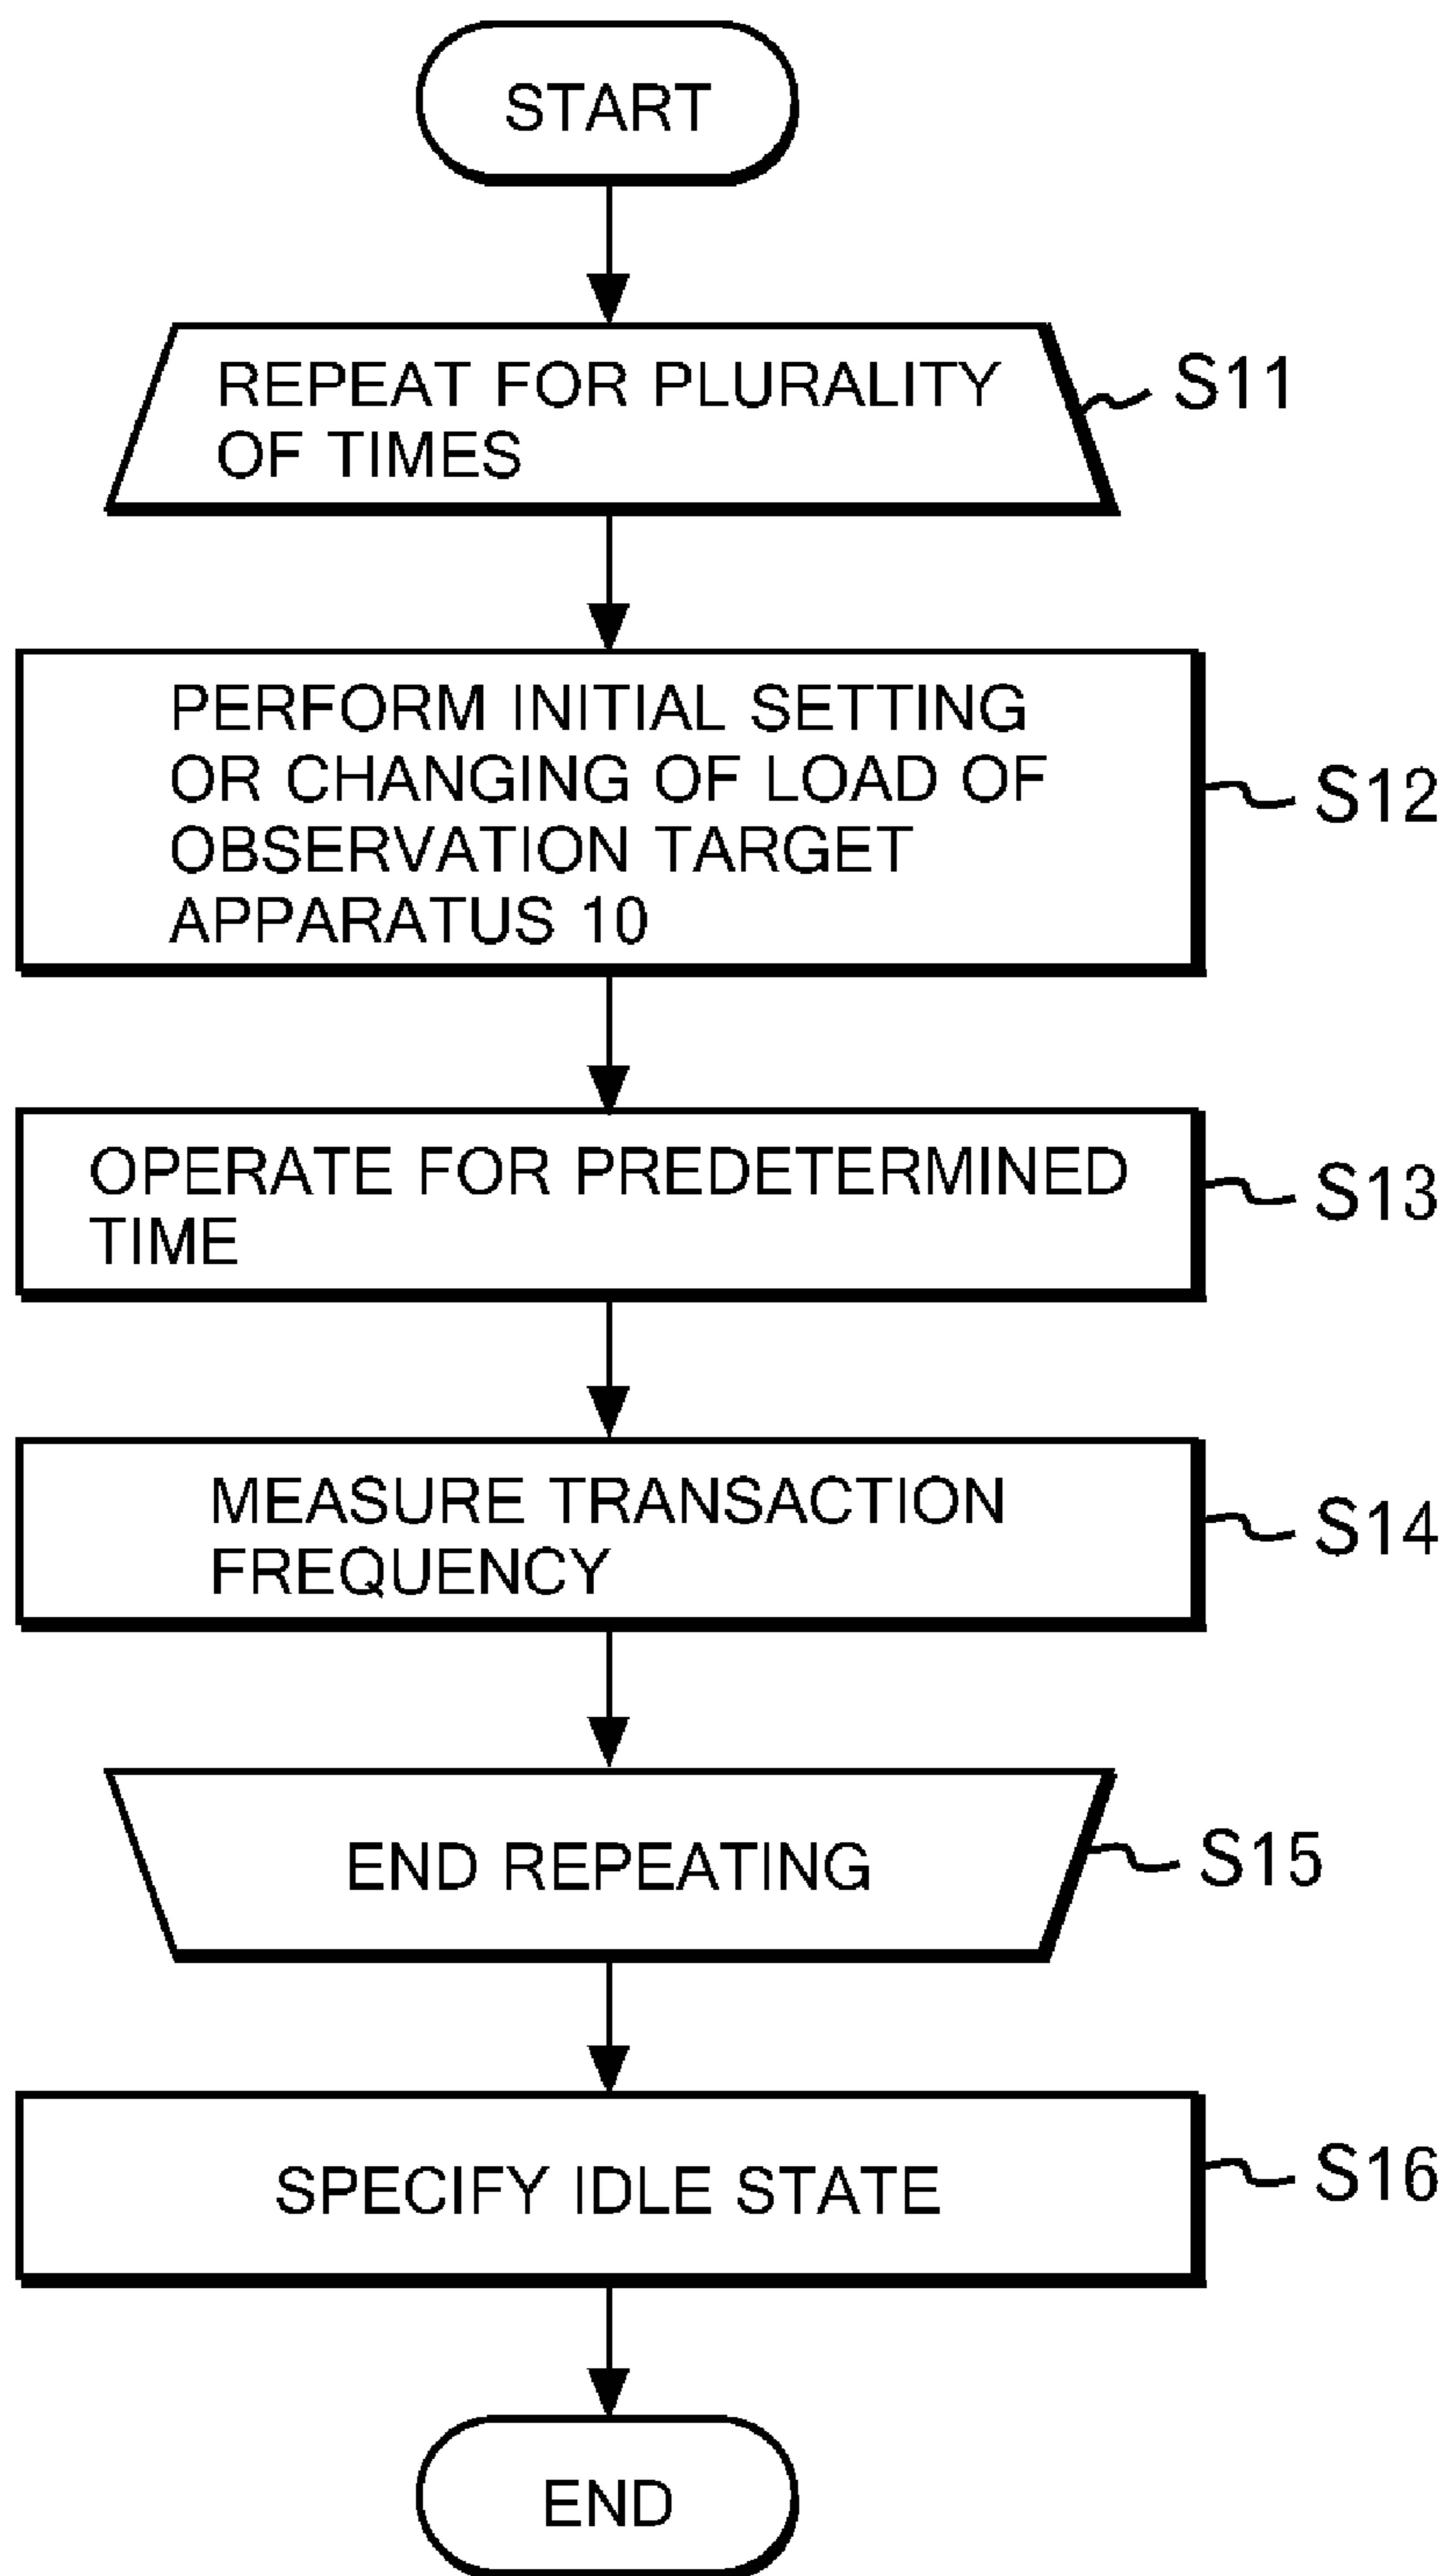 START
REPEAT FOR PLURALITY
OF TIMES
S11
PERFORM INITIAL SETTING
OR CHANGING OF LOAD OF
OBSERVATION TARGET
APPARATUS 10
S12
OPERATE FOR PREDETERMINED
TIME
S13
MEASURE TRANSACTION
FREQUENCY
S14
END REPEATING
S15
SPECIFY IDLE STATE
S16
END